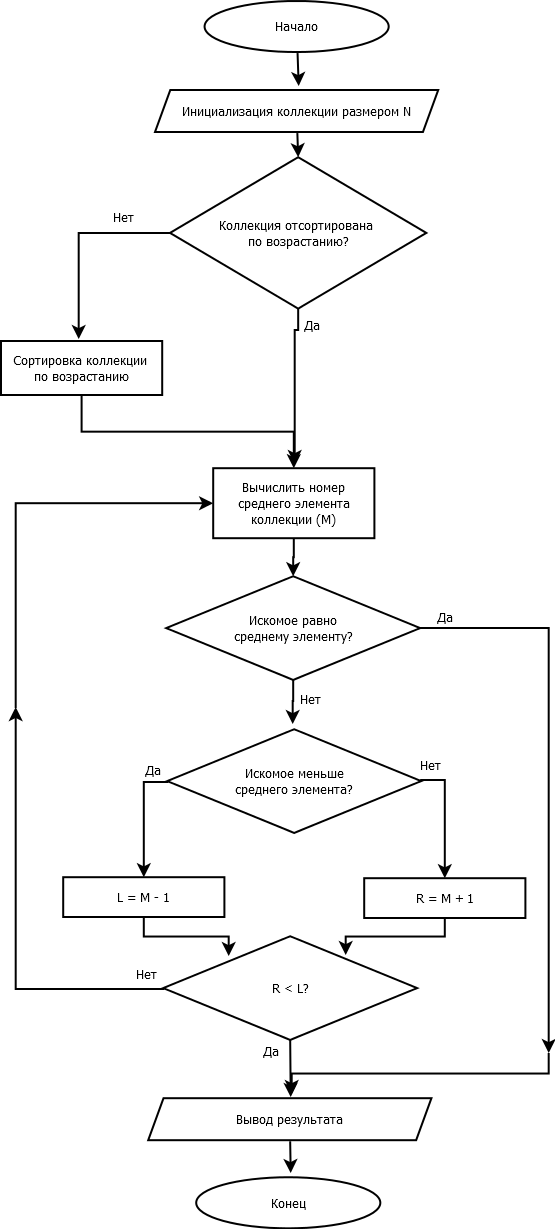 Начало
Инициализация коллекции размером N
Коллекция отсортирована
по возрастанию?
Нет
Да
Сортировка коллекции
по возрастанию
Вычислить номер
среднего элемента
коллекции (М)
Искомое равно
среднему элементу?
Да
Нет
Искомое меньше
среднего элемента?
Да
Нет
L = M - 1
R = M + 1
R < L?
Нет
Да
Вывод результата
Конец